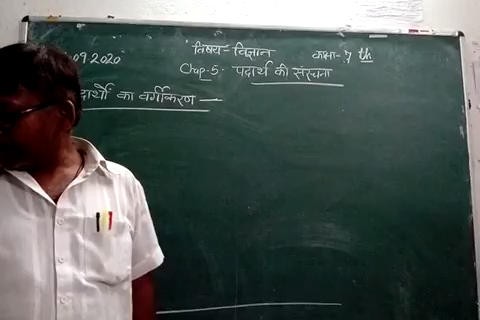 09 2020 विषय - विज्ञान कक्षा- 7 th
Chap-5. पदार्थ की संरचना
दार्थों का वर्गीकरण —